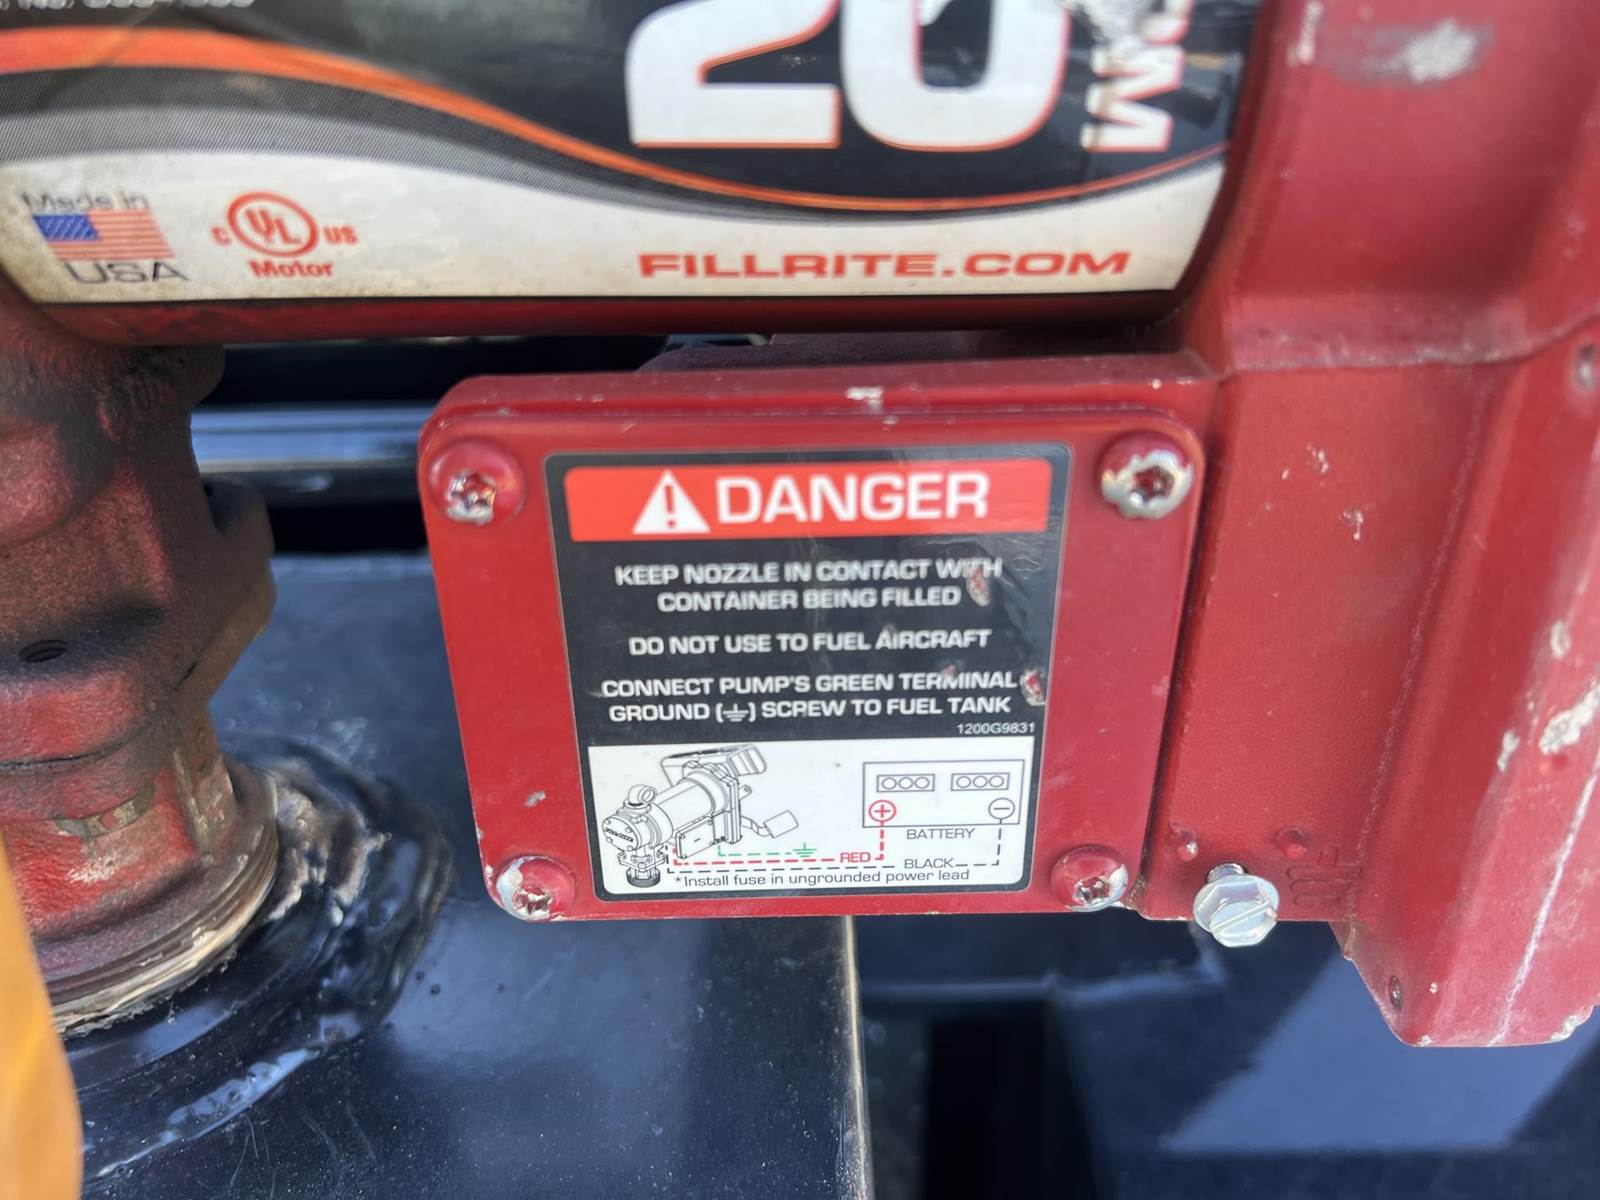 20
GPM
Made in
USA
C UL US
Motor
FILLRITE.COM
DANGER
KEEP NOZZLE IN CONTACT WITH
CONTAINER BEING FILLED
DO NOT USE TO FUEL AIRCRAFT
CONNECT PUMP'S GREEN TERMINAL
GROUND (⏚) SCREW TO FUEL TANK
1200G9831
+
−
BATTERY
RED
BLACK
*Install fuse in ungrounded power lead